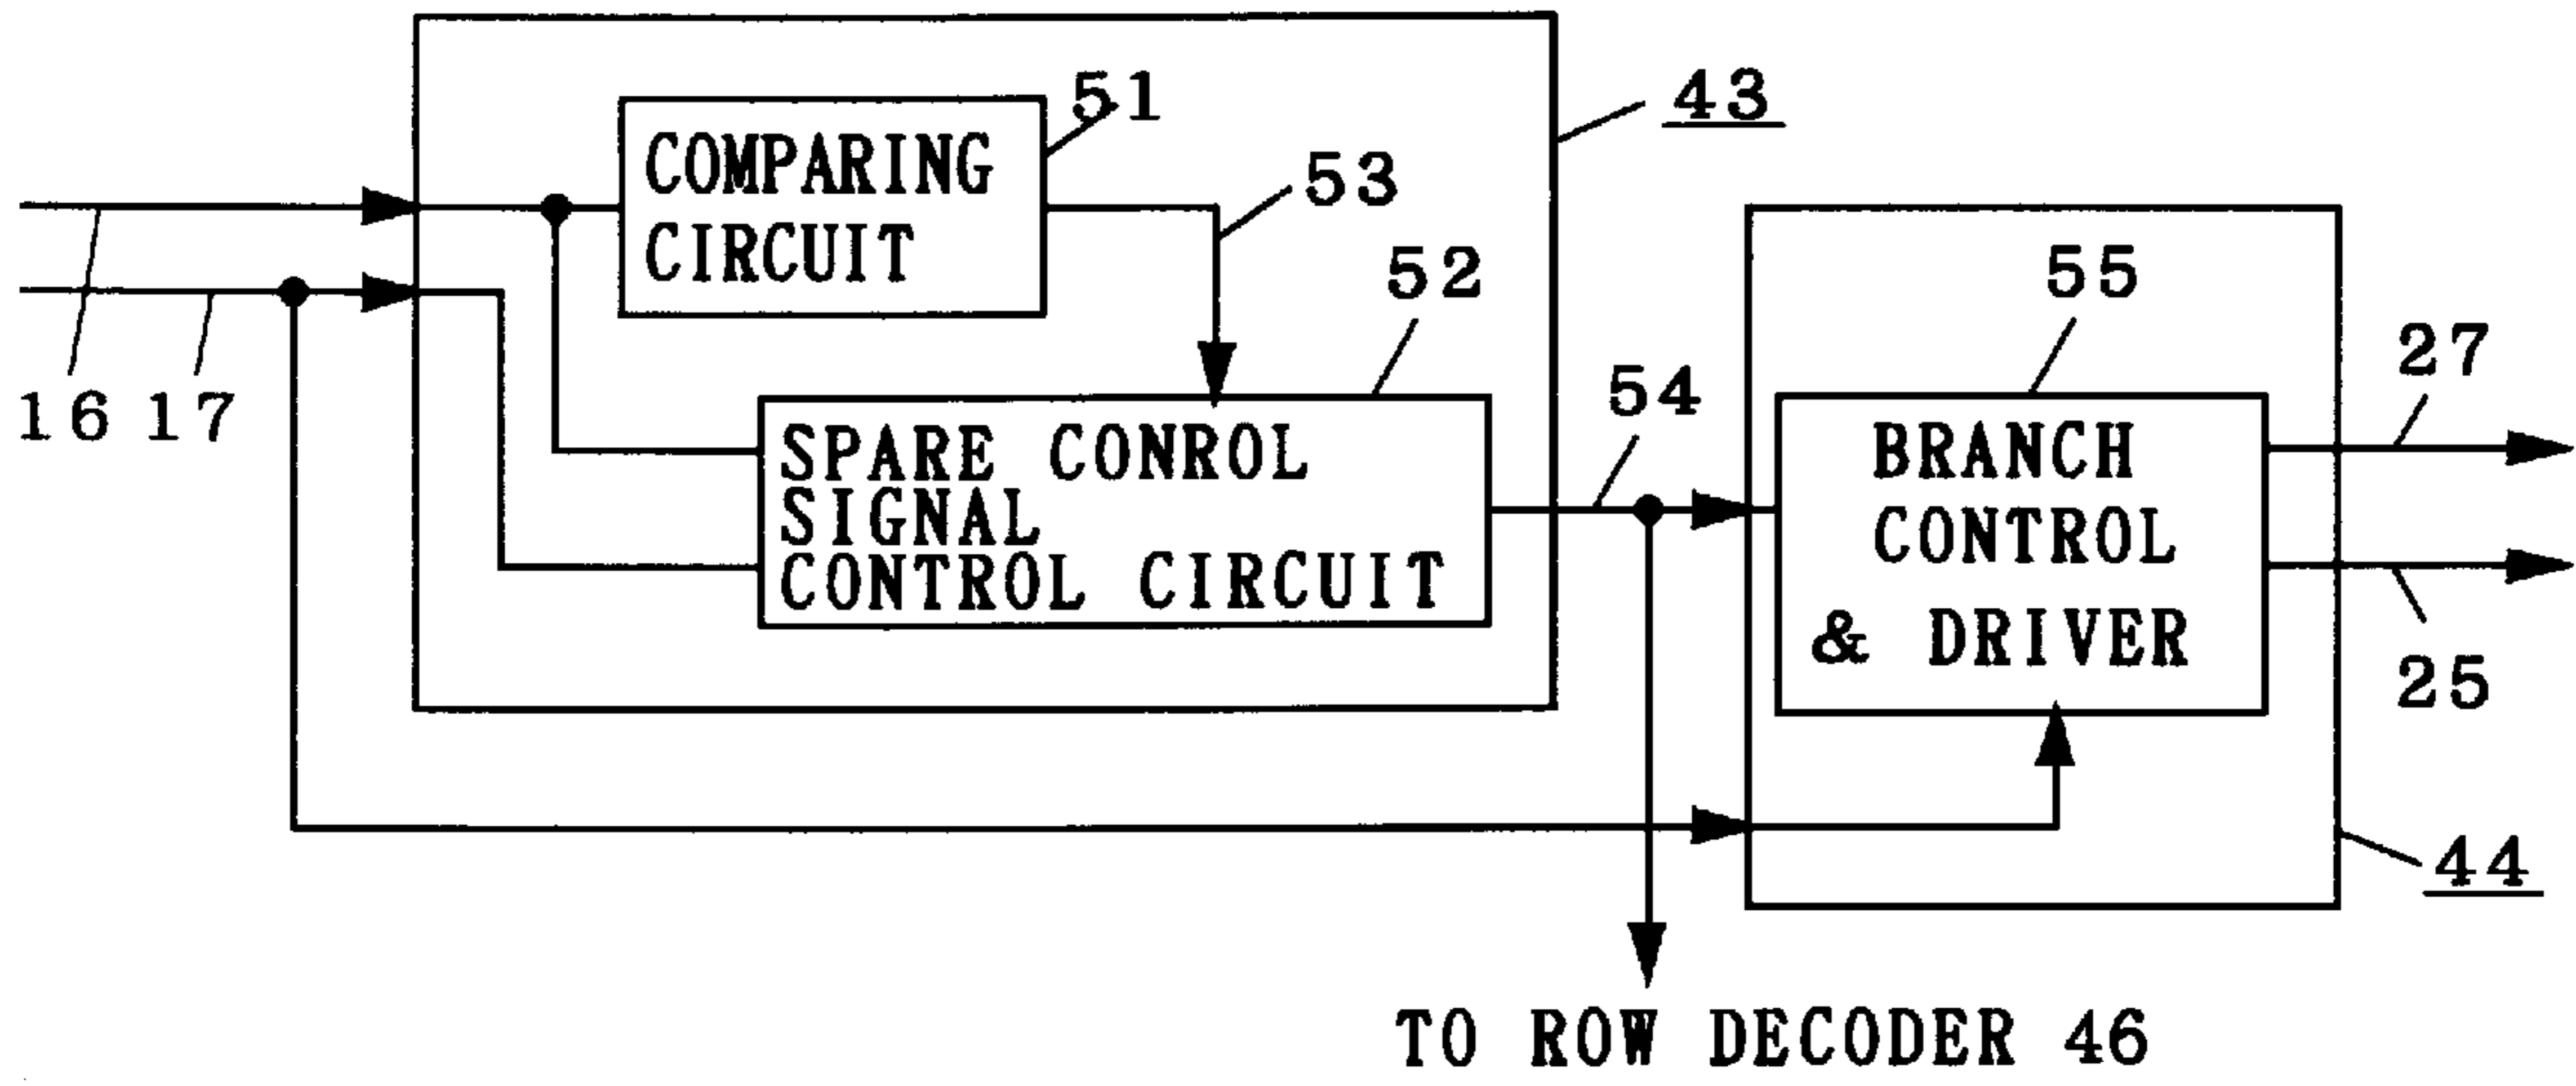 51
43
COMPARING
CIRCUIT
53
52
55
16 17
54
27
SPARE CONROL
SIGNAL
CONTROL CIRCUIT
BRANCH
CONTROL
& DRIVER
25
44
TO ROW DECODER 46